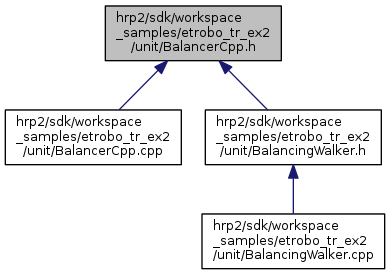 hrp2/sdk/workspace
_samples/etrobo_tr_ex2
/unit/BalancerCpp.h
hrp2/sdk/workspace
_samples/etrobo_tr_ex2
/unit/BalancerCpp.cpp
hrp2/sdk/workspace
_samples/etrobo_tr_ex2
/unit/BalancingWalker.h
hrp2/sdk/workspace
_samples/etrobo_tr_ex2
/unit/BalancingWalker.cpp